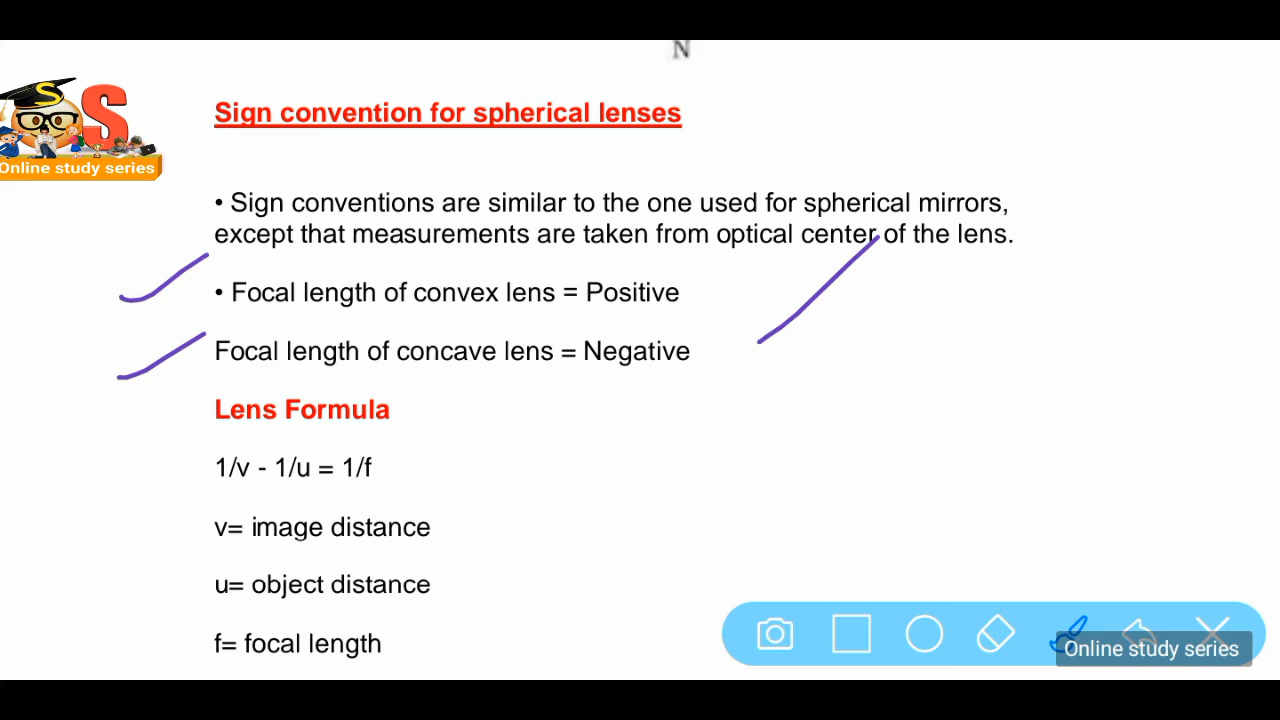 N
Sign convention for spherical lenses
S
S
Online study series
• Sign conventions are similar to the one used for spherical mirrors,
except that measurements are taken from optical center of the lens.
• Focal length of convex lens = Positive
Focal length of concave lens = Negative
Lens Formula
1/v - 1/u = 1/f
v= image distance
u= object distance
f= focal length
Online study series